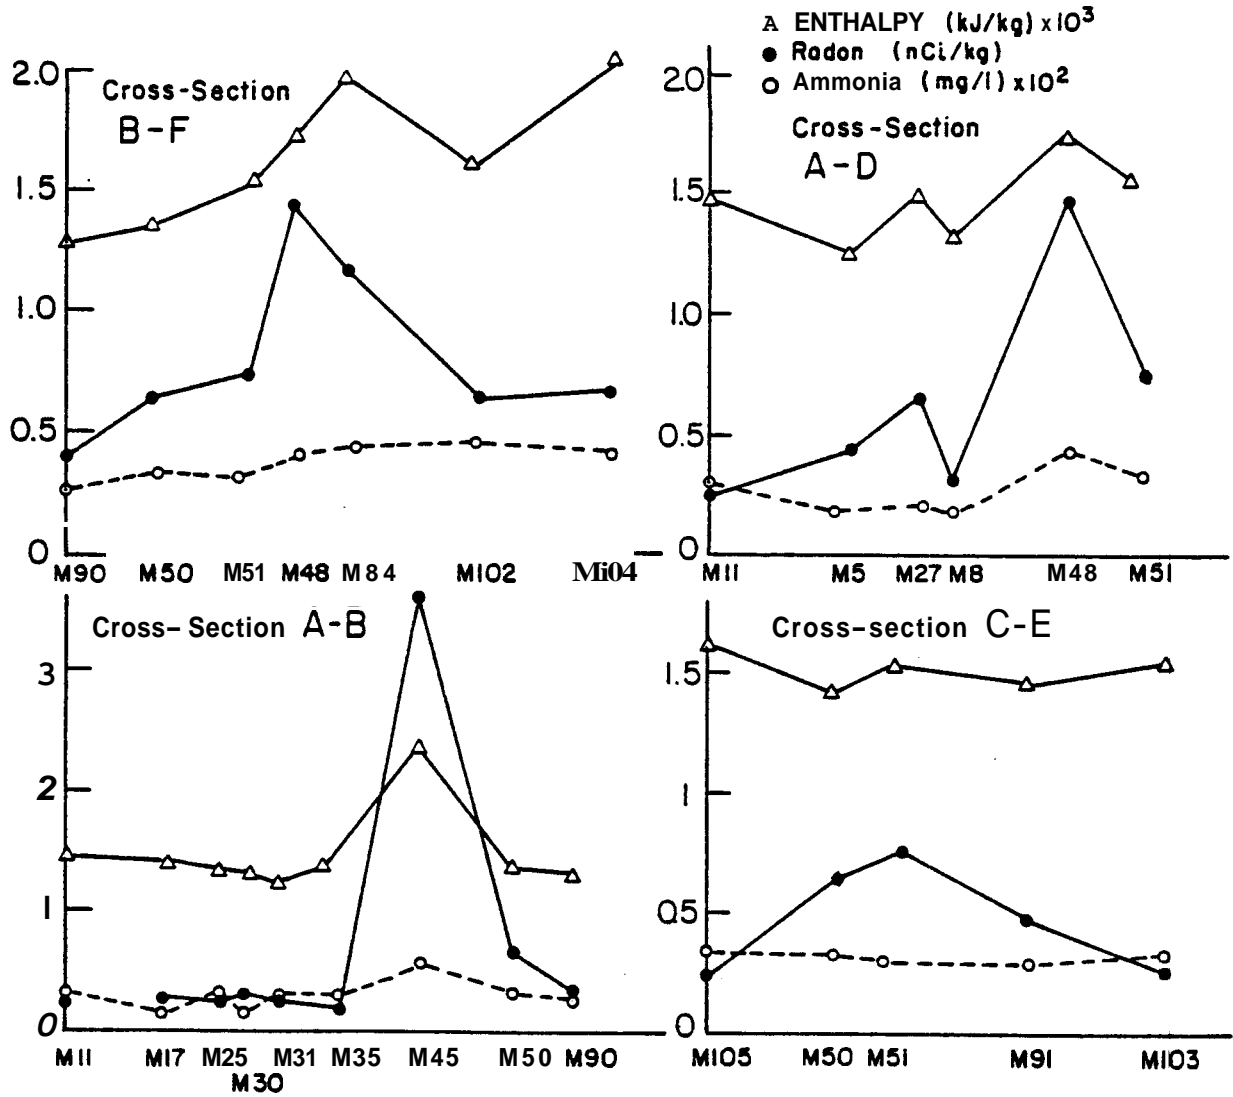 A ENTHALPY (kJ/kg) x10³
● Radon (nCi/kg)
○ Ammonia (mg/l) x10²
Cross-Section
B-F
2.0
1.5
1.0
0.5
0
M90 M50 M51 M48 M84 M102 Mi04
Cross-Section
A-D
2.0
1.5
1.0
0.5
0
M11 M5 M27 M8 M48 M51
Cross-Section A-B
3
2
1
0
M11 M17 M25 M31 M35 M45 M50 M90
M30
Cross-section C-E
1.5
1
05
0
M105 M50 M51 M91 M103